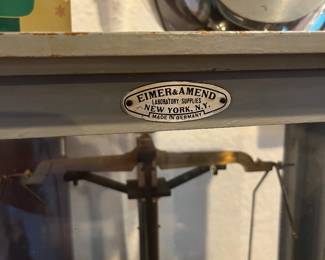 EIMER & AMEND
LABORATORY SUPPLIES
NEW YORK, N.Y.
MADE IN GERMANY